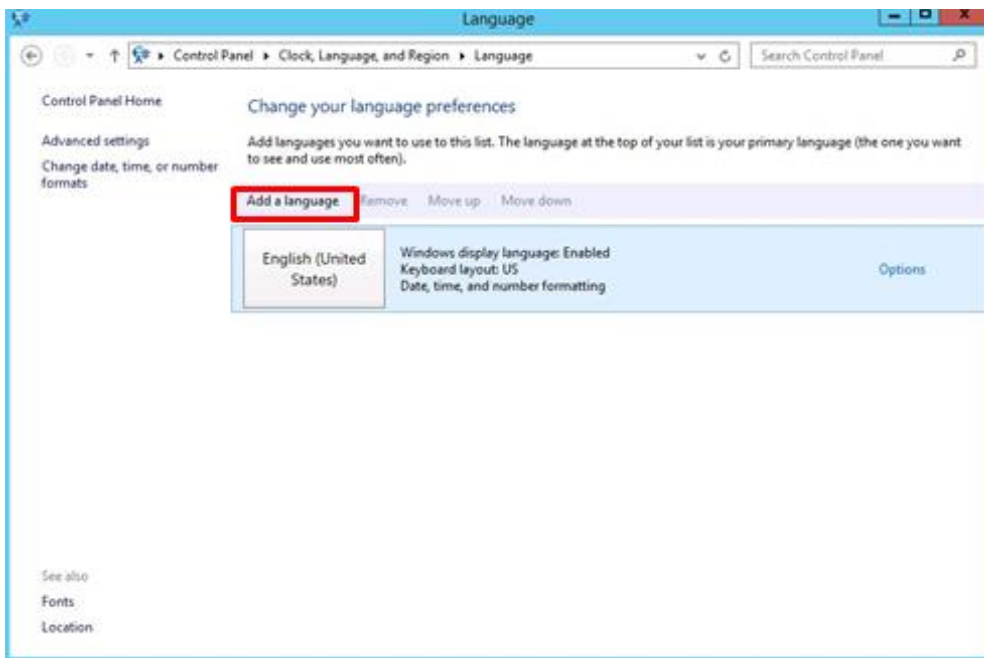 Language
Control Panel ▸ Clock, Language, and Region ▸ Language
Search Control Panel
Control Panel Home
Advanced settings
Change date, time, or number
formats
Change your language preferences
Add languages you want to use to this list. The language at the top of your list is your primary language (the one you want
to see and use most often).
Add a language Remove Move up Move down
English (United
States)
Windows display language: Enabled
Keyboard layout: US
Date, time, and number formatting
Options
See also
Fonts
Location